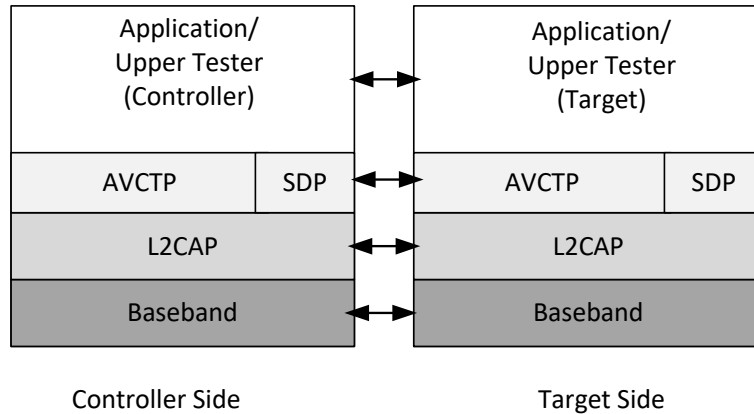 Application/
Upper Tester
(Controller)
Application/
Upper Tester
(Target)
AVCTP
SDP
AVCTP
SDP
L2CAP
L2CAP
Baseband
Baseband
Controller Side
Target Side